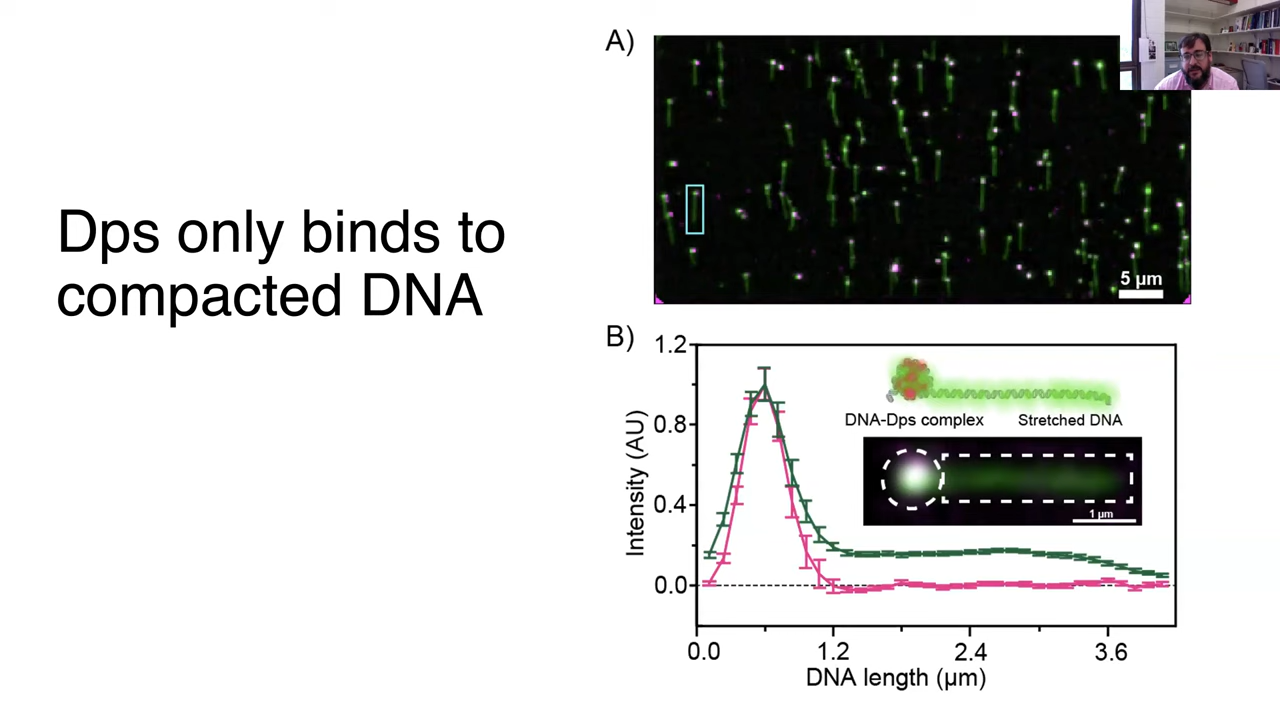 Dps only binds to
compacted DNA
A)
5 µm
B)
1.2
0.8
0.4
0.0
Intensity (AU)
DNA-Dps complex
Stretched DNA
1 µm
0.0
1.2
2.4
3.6
DNA length (µm)